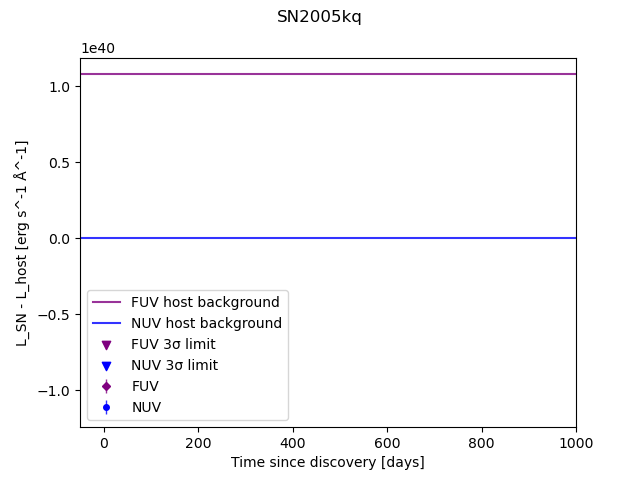 SN2005kq
1e40
1.0
0.5
0.0
−0.5
−1.0
L_SN - L_host [erg s^-1 Å^-1]
FUV host background
NUV host background
FUV 3σ limit
NUV 3σ limit
FUV
NUV
0 200 400 600 800 1000
Time since discovery [days]